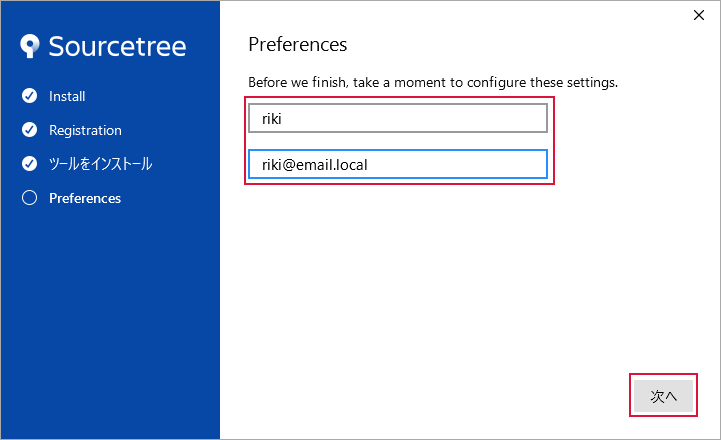 Sourcetree
Install
Registration
ツールをインストール
Preferences
Preferences
Before we finish, take a moment to configure these settings.
riki
riki@email.local
次へ